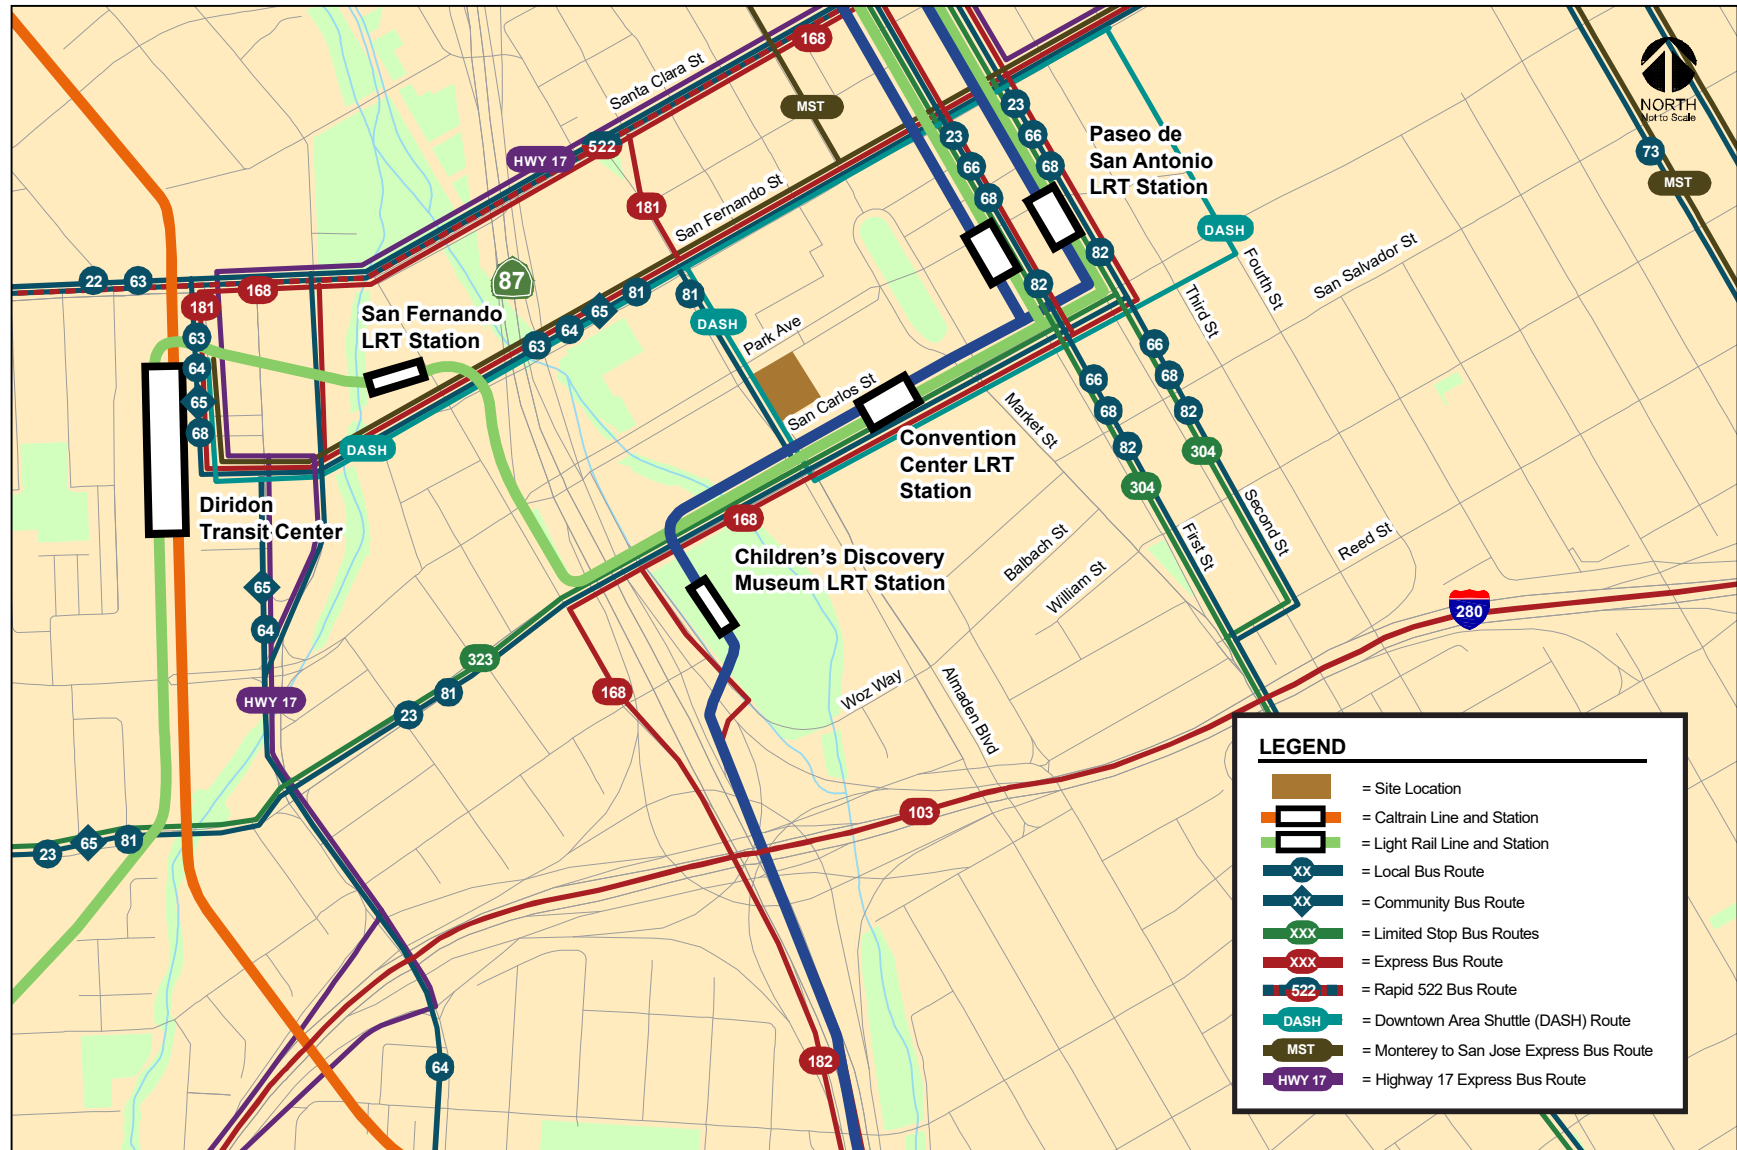 168
Santa Clara St
MST
NORTH
Not to Scale
522
HWY 17
23
66
68
23
66
68
Paseo de
San Antonio
LRT Station
73
MST
181
San Fernando St
DASH
82
Fourth St
San Salvador St
22
63
168
181
87
81
81
65
64
63
DASH
82
Third St
San Fernando
LRT Station
63
64
65
68
Park Ave
San Carlos St
66
68
82
304
66
68
82
304
Market St
DASH
Convention
Center LRT
Station
Diridon
Transit Center
168
First St
Second St
Reed St
Balbach St
William St
Children's Discovery
Museum LRT Station
65
64
280
323
81
23
HWY 17
168
Woz Way
Almaden Blvd
103
23
65
81
64
182
LEGEND
= Site Location
= Caltrain Line and Station
= Light Rail Line and Station
XX = Local Bus Route
XX = Community Bus Route
XXX = Limited Stop Bus Routes
XXX = Express Bus Route
522 = Rapid 522 Bus Route
DASH = Downtown Area Shuttle (DASH) Route
MST = Monterey to San Jose Express Bus Route
HWY 17 = Highway 17 Express Bus Route